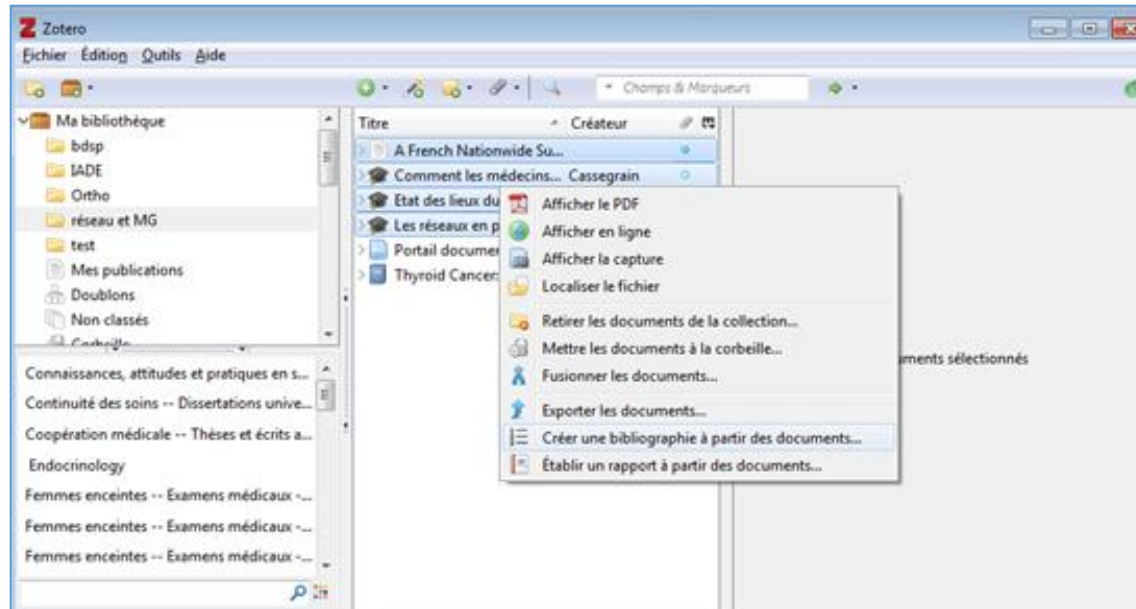 Zotero
Fichier Édition Outils Aide
Champs & Marqueurs
Ma bibliothèque
bdsp
IADE
Ortho
réseau et MG
test
Mes publications
Doublons
Non classés
Corbeille
Connaissances, attitudes et pratiques en s...
Continuité des soins -- Dissertations unive...
Coopération médicale -- Thèses et écrits a...
Endocrinology
Femmes enceintes -- Examens médicaux -...
Femmes enceintes -- Examens médicaux -...
Femmes enceintes -- Examens médicaux -...
Titre Créateur
A French Nationwide Su...
Comment les médecins... Cassegrain
Etat des lieux du
Les réseaux en p
Portail documen
Thyroid Cancer:
Afficher le PDF
Afficher en ligne
Afficher la capture
Localiser le fichier
Retirer les documents de la collection...
Mettre les documents à la corbeille...
Fusionner les documents...
Exporter les documents...
Créer une bibliographie à partir des documents...
Établir un rapport à partir des documents...
uments sélectionnés